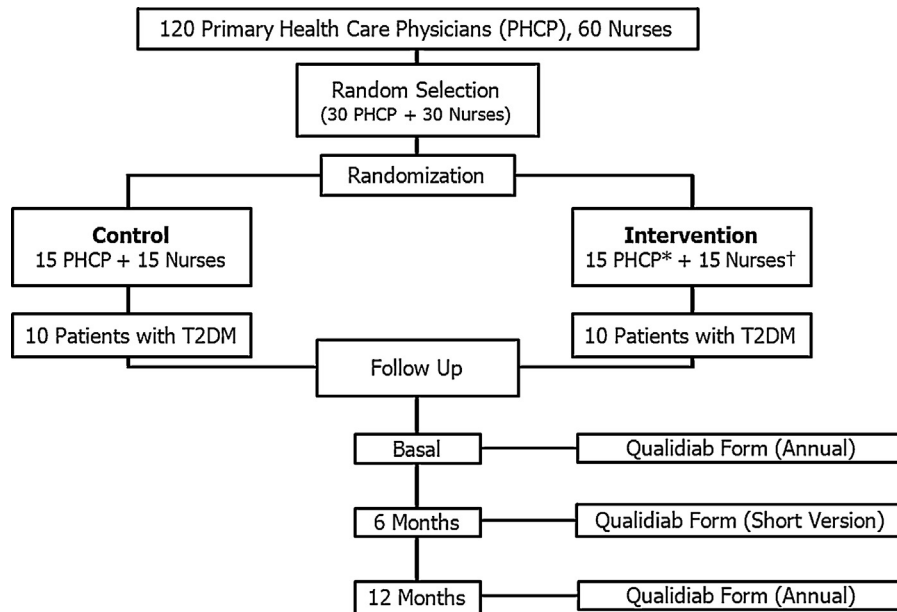 120 Primary Health Care Physicians (PHCP), 60 Nurses
Random Selection
(30 PHCP + 30 Nurses)
Randomization
Control
15 PHCP + 15 Nurses
Intervention
15 PHCP* + 15 Nurses†
10 Patients with T2DM
10 Patients with T2DM
Follow Up
Basal
Qualidiab Form (Annual)
6 Months
Qualidiab Form (Short Version)
12 Months
Qualidiab Form (Annual)